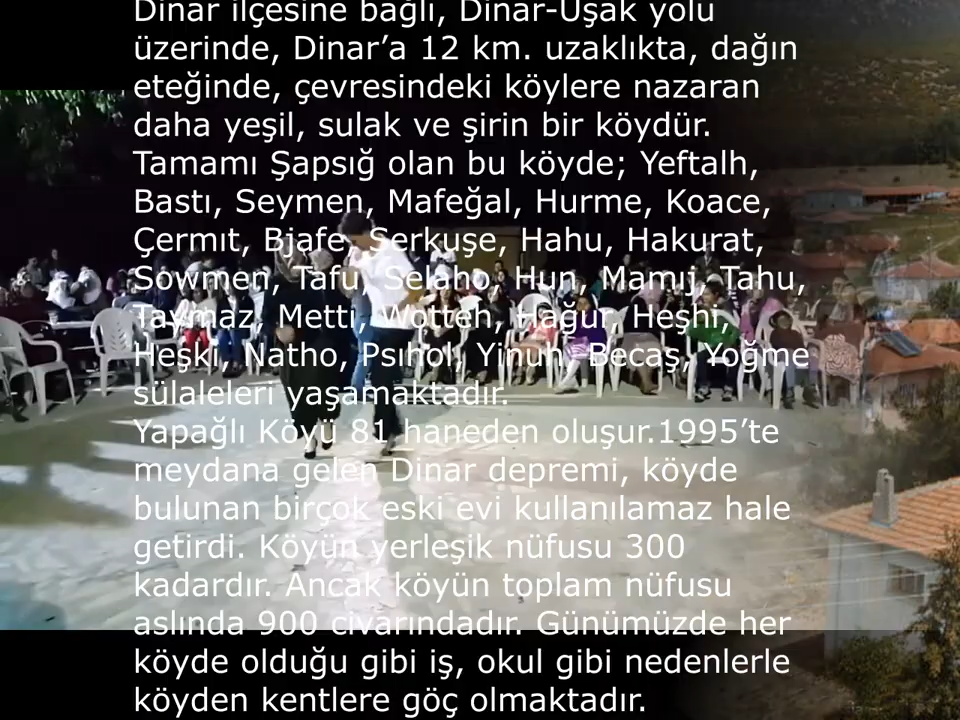 Dinar ilçesine bağlı, Dinar-Uşak yolu
üzerinde, Dinar’a 12 km. uzaklıkta, dağın
eteğinde, çevresindeki köylere nazaran
daha yeşil, sulak ve şirin bir köydür.
Tamamı Şapsığ olan bu köyde; Yeftalh,
Bastı, Seymen, Mafeğal, Hurme, Koace,
Çermıt, Bjafe, Serkuşe, Hahu, Hakurat,
Sowmen, Tafu, Selaho, Hun, Mamıj, Tahu,
Taymaz, Metti, Wotteh, Hağur, Heşhi,
Heşki, Natho, Psıhol, Yinuh, Becaş, Yoğme
sülaleleri yaşamaktadır.
Yapağlı Köyü 81 haneden oluşur.1995’te
meydana gelen Dinar depremi, köyde
bulunan birçok eski evi kullanılamaz hale
getirdi. Köyün yerleşik nüfusu 300
kadardır. Ancak köyün toplam nüfusu
aslında 900 civarındadır. Günümüzde her
köyde olduğu gibi iş, okul gibi nedenlerle
köyden kentlere göç olmaktadır.